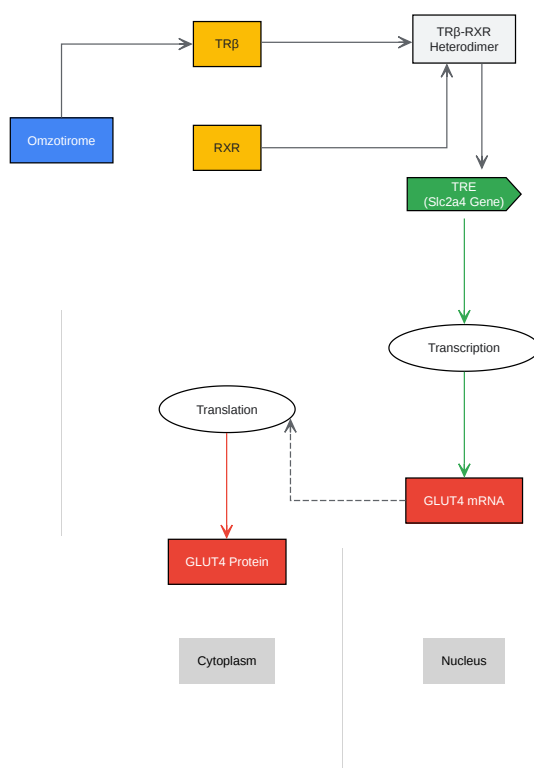 TRβ
TRβ-RXR
Heterodimer
Omzotirome
RXR
TRE
(Slc2a4 Gene)
Transcription
Translation
GLUT4 mRNA
GLUT4 Protein
Cytoplasm
Nucleus